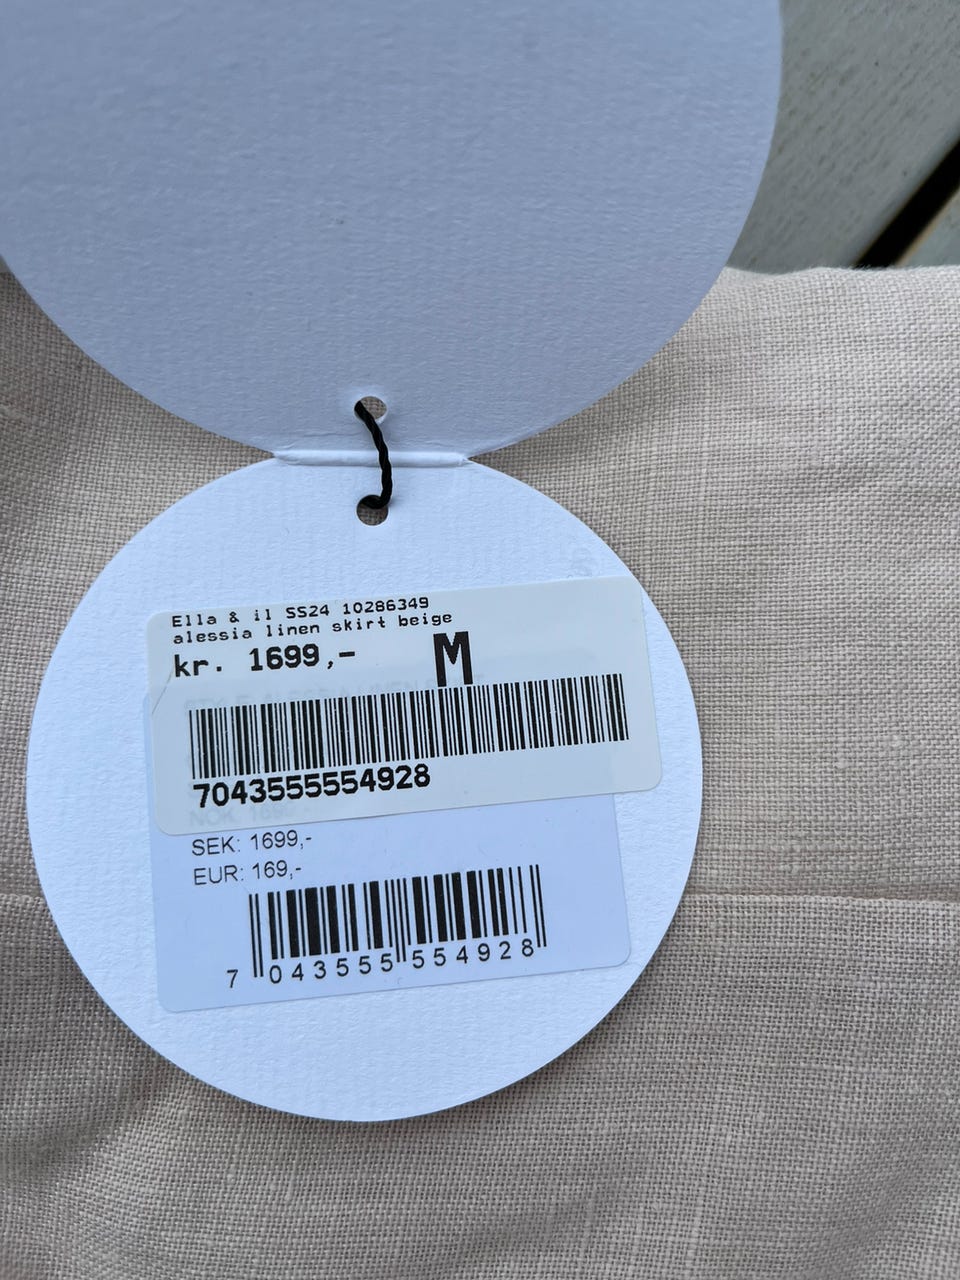 Ella & il SS24 10286349
alessia linen skirt beige
kr. 1699,- M
7043555554928
SEK: 1699,-
EUR: 169,-
7 043555 554928